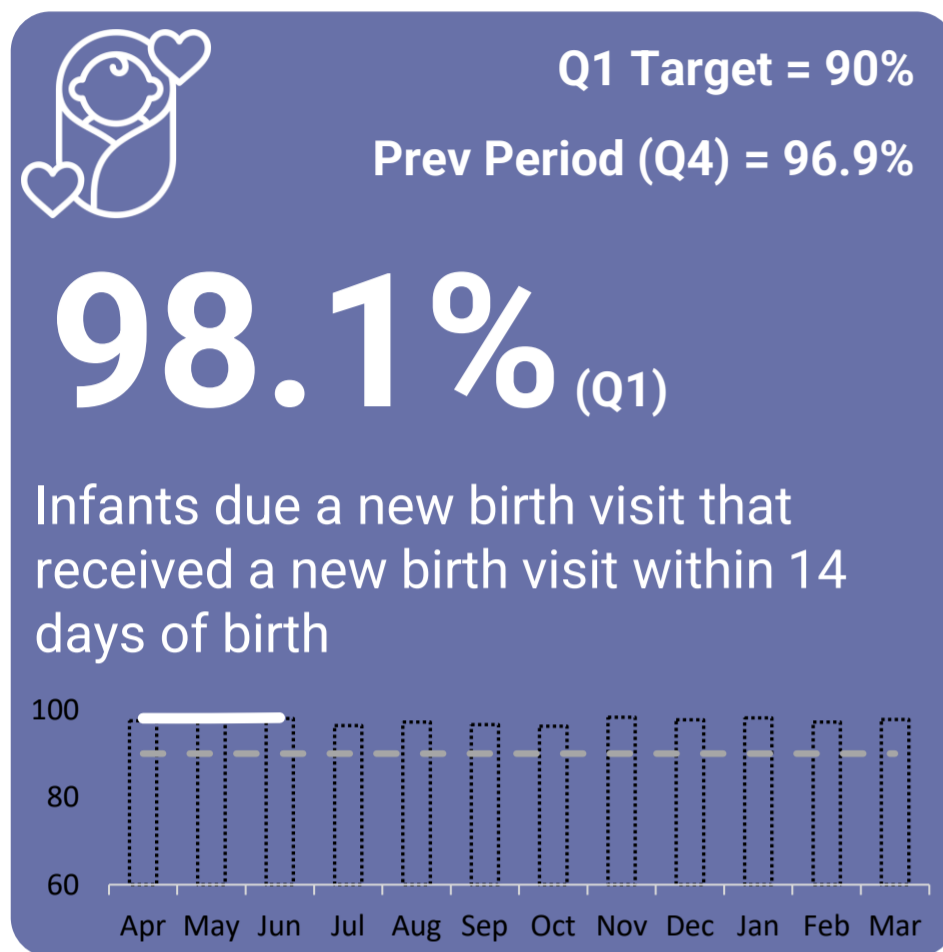 Q1 Target = 90%
Prev Period (Q4) = 96.9%
98.1% (Q1)
Infants due a new birth visit that
received a new birth visit within 14
days of birth
100
80
60
Apr May Jun Jul Aug Sep Oct Nov Dec Jan Feb Mar